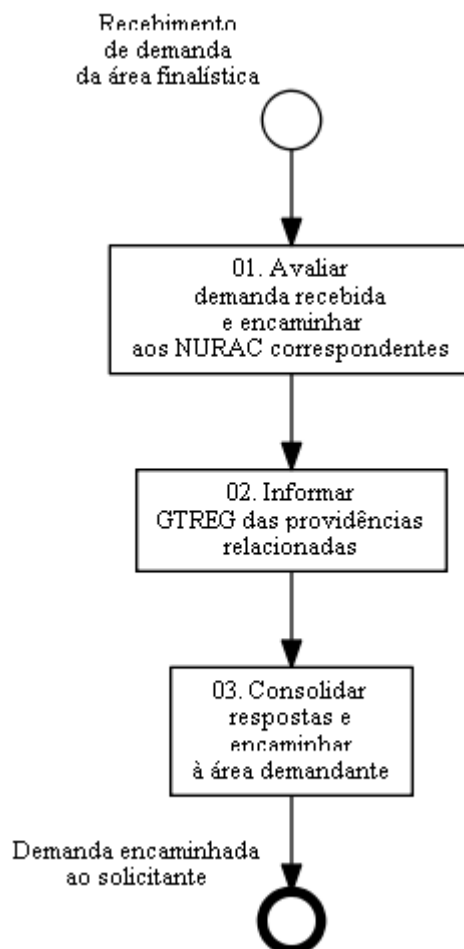 Recebimento
de demanda
da área finalística
01. Avaliar
demanda recebida
e encaminhar
aos NURAC correspondentes
02. Informar
GTREG das providências
relacionadas
03. Consolidar
respostas e
encaminhar
à área demandante
Demanda encaminhada
ao solicitante